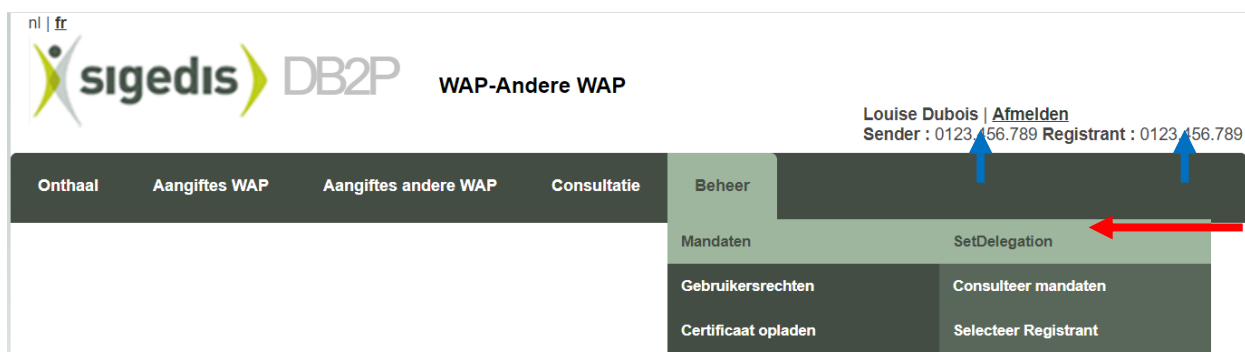 nl | fr
sigedis DB2P WAP-Andere WAP
Louise Dubois | Afmelden
Sender : 0123.456.789 Registrant : 0123.456.789
Onthaal Aangiftes WAP Aangiftes andere WAP Consultatie Beheer
Mandaten SetDelegation
Gebruikersrechten Consulteer mandaten
Certificaat opladen Selecteer Registrant